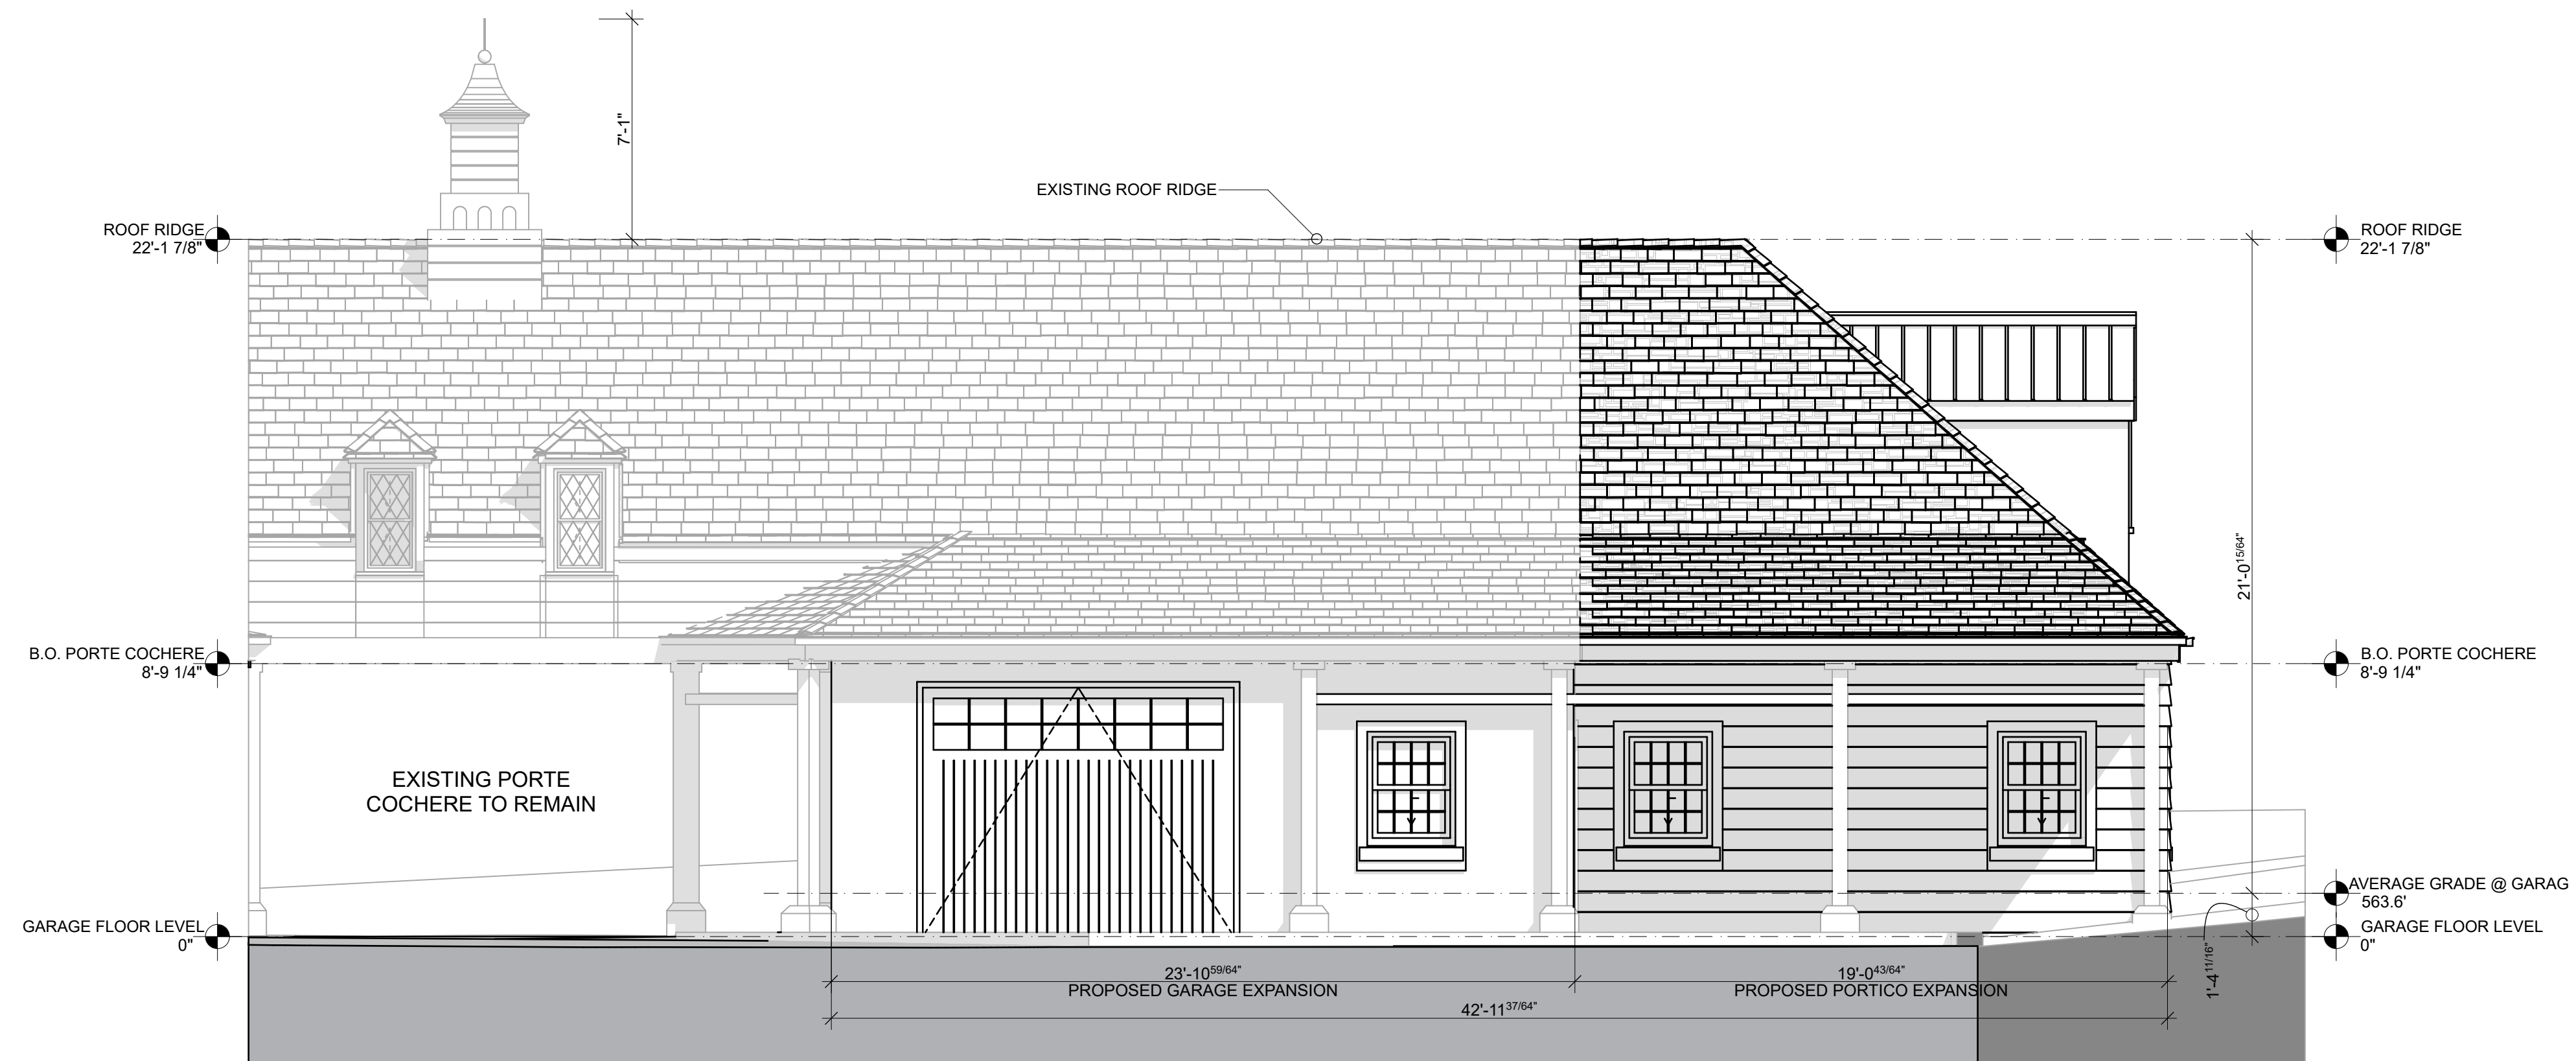 7'-1"
EXISTING ROOF RIDGE
ROOF RIDGE
22'-1 7/8"
ROOF RIDGE
22'-1 7/8"
21'-0 15/64"
B.O. PORTE COCHERE
8'-9 1/4"
B.O. PORTE COCHERE
8'-9 1/4"
EXISTING PORTE
COCHERE TO REMAIN
AVERAGE GRADE @ GARAG
563.6'
GARAGE FLOOR LEVEL
0"
GARAGE FLOOR LEVEL
0"
1'-4 11/16"
23'-10 59/64"
PROPOSED GARAGE EXPANSION
19'-0 43/64"
PROPOSED PORTICO EXPANSION
42'-11 37/64"